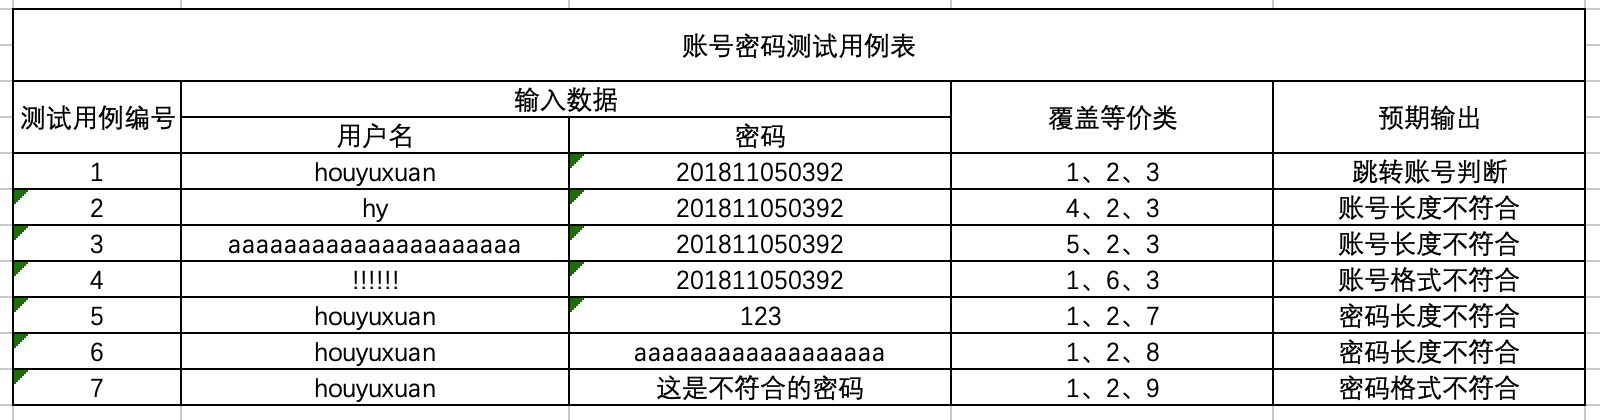 账号密码测试用例表
测试用例编号 输入数据 覆盖等价类 预期输出
用户名 密码
1 houyuxuan 201811050392 1、2、3 跳转账号判断
2 hy 201811050392 4、2、3 账号长度不符合
3 aaaaaaaaaaaaaaaaaaaaa 201811050392 5、2、3 账号长度不符合
4 !!!!!! 201811050392 1、6、3 账号格式不符合
5 houyuxuan 123 1、2、7 密码长度不符合
6 houyuxuan aaaaaaaaaaaaaaaaaa 1、2、8 密码长度不符合
7 houyuxuan 这是不符合的密码 1、2、9 密码格式不符合